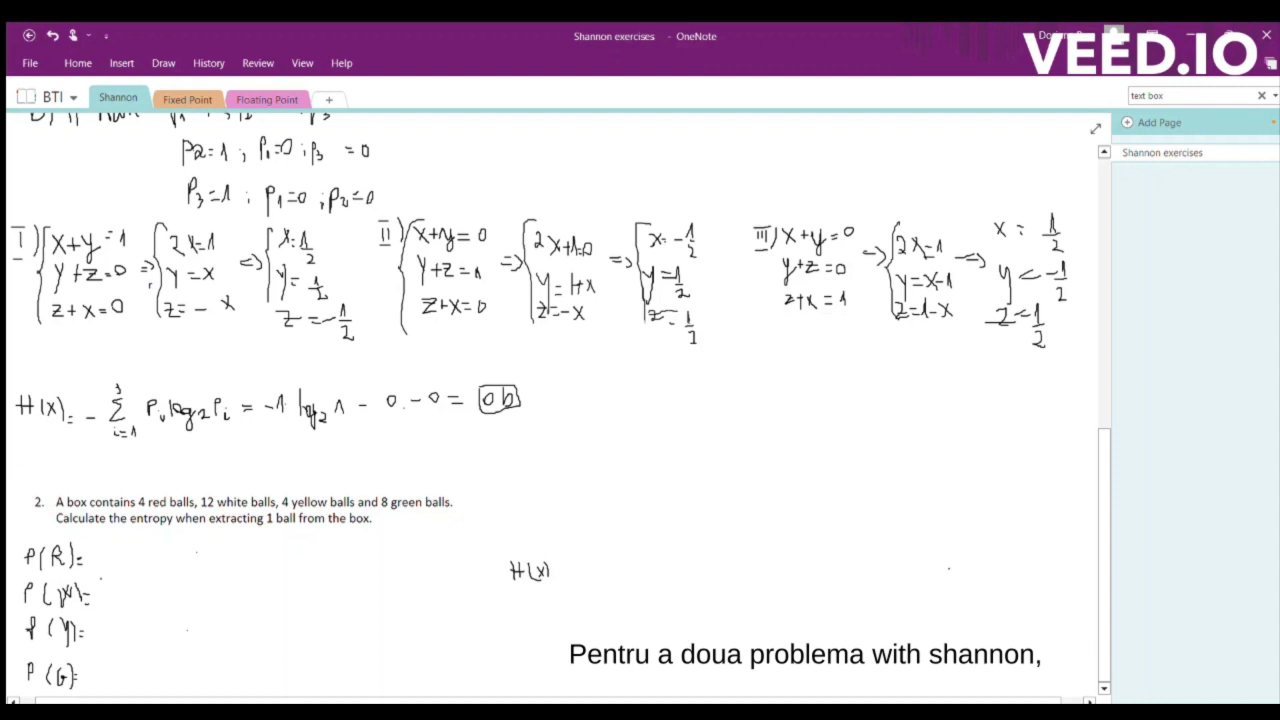 Shannon exercises - OneNote
VEED.IO
File Home Insert Draw History Review View Help
BTI Shannon Fixed Point Floating Point +
text box
Add Page
Shannon exercises
P2=1 ; P1=0 ; P3 =0
P3=1 ; P1=0 ; P2=0
I) x+y=1 => 2x=1 <=> x=1/2 II) x+y=0 => 2x+1=0 => x=-1/2 III) x+y=0 => 2x=1 => x=1/2
y+z=0 y=x y=1/2 y+z=1 y=1+x y=1/2 y+z=0 y=x-1 y=-1/2
z+x=0 z=-x z=-1/2 z+x=0 z=-x z=1/2 z+x=1 z=1-x z=1/2
H(x)= - 3 Σ i=1 Pi log2 Pi = -1 log2 1 - 0 - 0 = 0b
2. A box contains 4 red balls, 12 white balls, 4 yellow balls and 8 green balls.
Calculate the entropy when extracting 1 ball from the box.
P(R)=
H(x)
P(W)=
P(Y)=
P(G)=
Pentru a doua problema with shannon,